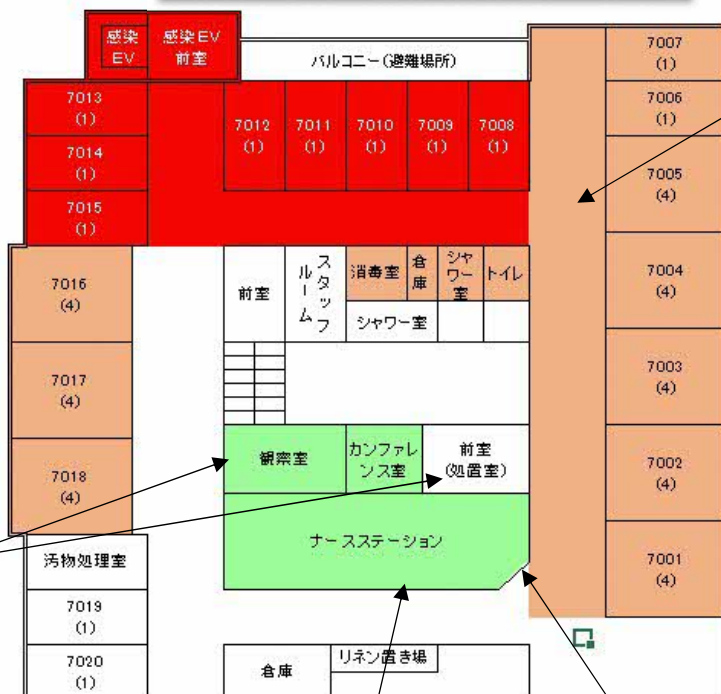 感染
EV
感染EV
前室
バルコニー(避難場所)
7007
(1)
7013
(1)
7012
(1)
7011
(1)
7010
(1)
7009
(1)
7008
(1)
7006
(1)
7014
(1)
7005
(4)
7015
(1)
7016
(4)
前室
スタッフ
ルーム
消毒室
倉庫
シャワー室
トイレ
7004
(4)
シャワー室
7017
(4)
7003
(4)
観察室
カンファレ
ンス室
前室
(処置室)
7018
(4)
7002
(4)
ナースステーション
汚物処理室
7001
(4)
7019
(1)
7020
(1)
倉庫
リネン置き場